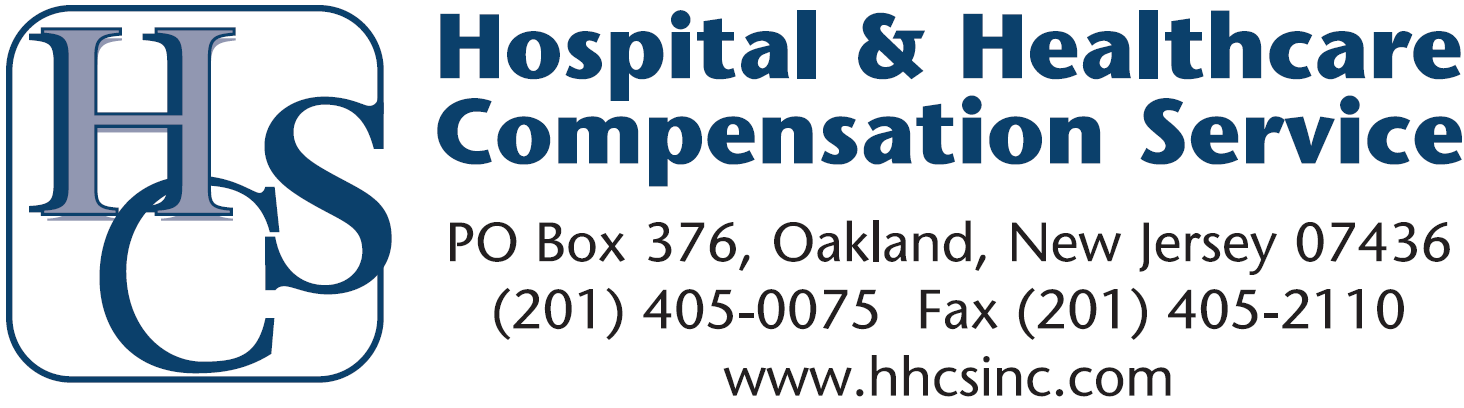 HCS
Hospital & Healthcare
Compensation Service
PO Box 376, Oakland, New Jersey 07436
(201) 405-0075  Fax (201) 405-2110
www.hhcsinc.com